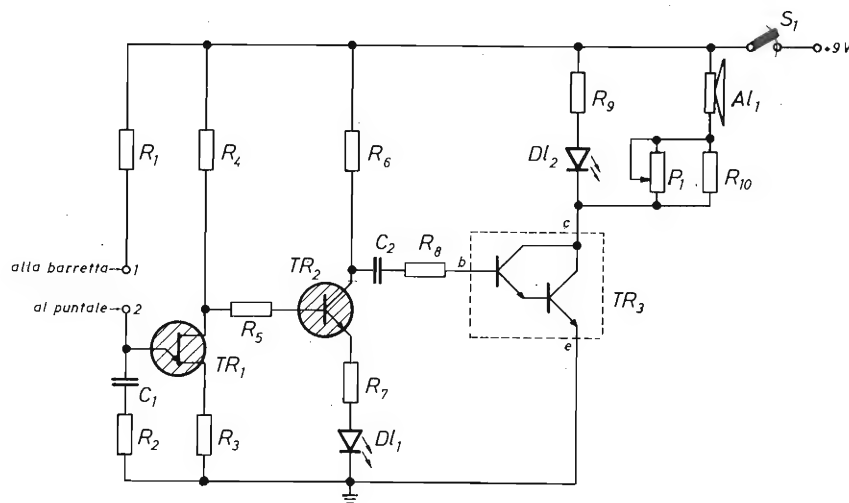 S1
+9V
R1
R4
R6
R9
Al1
Dl2
P1
R10
alla barretta 1
al puntale 2
TR1
C1
R2
R3
R5
TR2
C2
R8
b
c
e
TR3
R7
Dl1